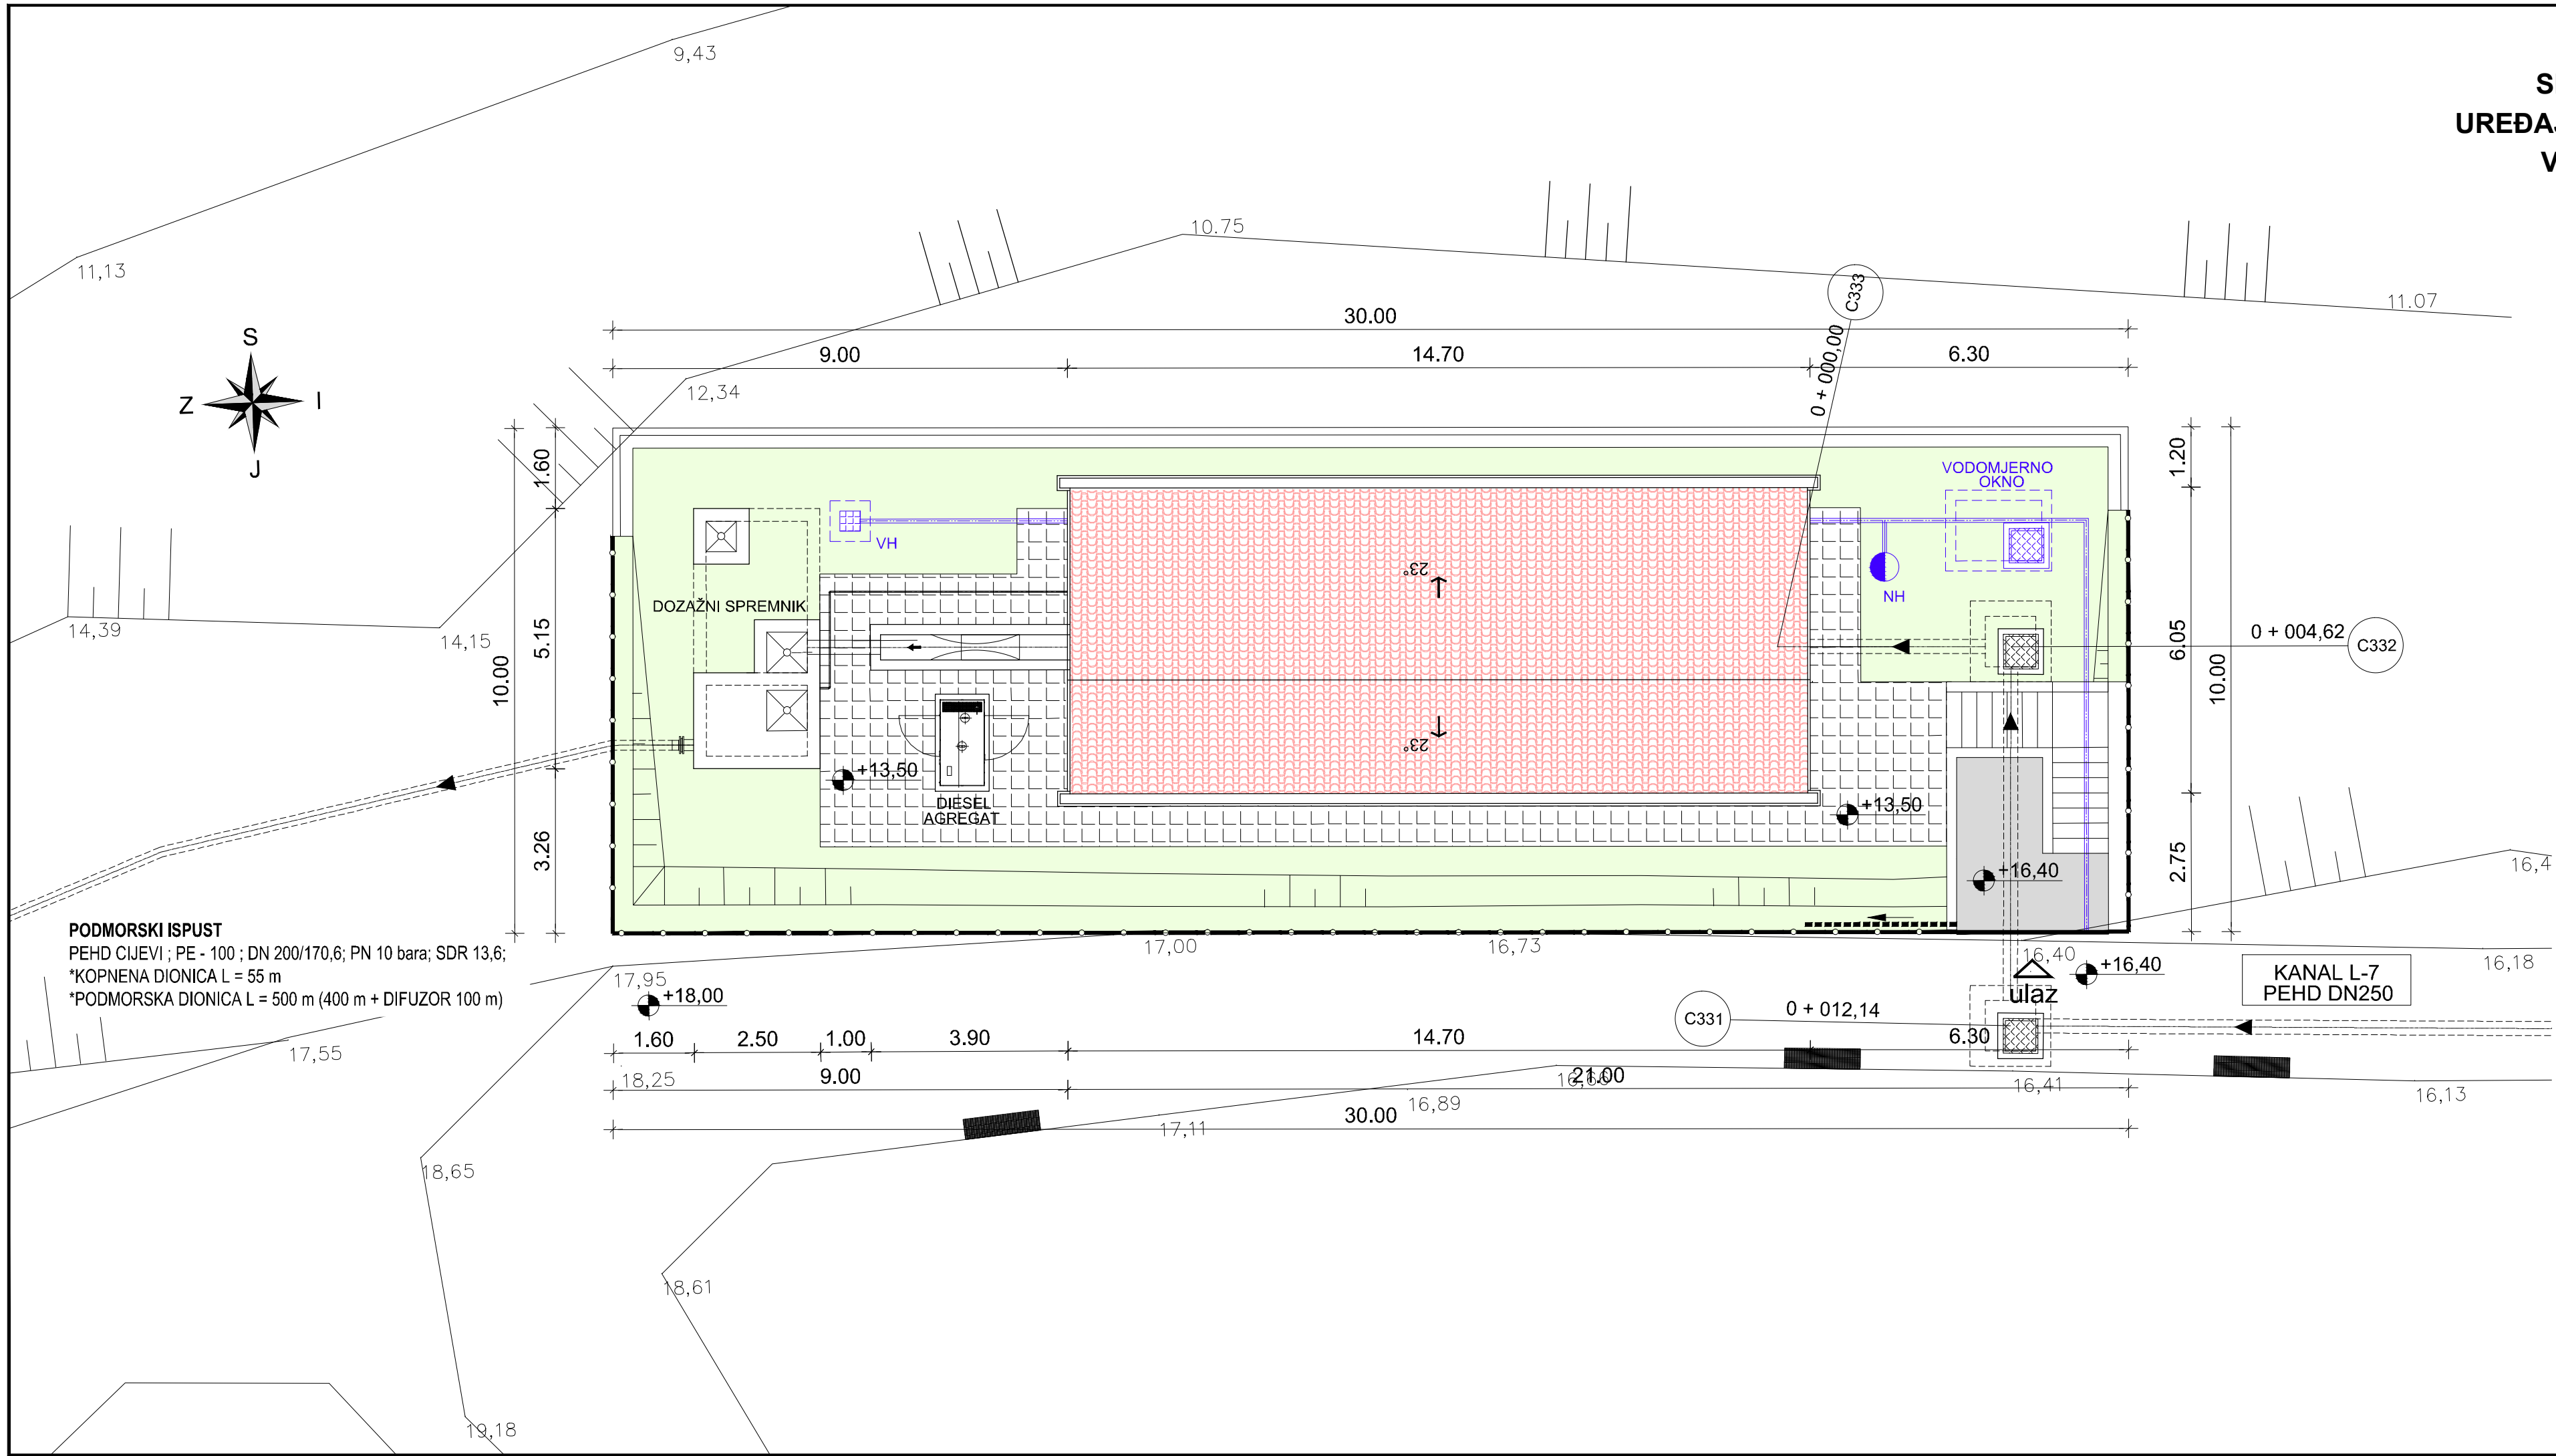 9,43
UREĐAJ
11,13
10.75
11.07
C333
0 + 000,00
S
Z
I
J
30.00
9.00
14.70
6.30
12,34
10.00
1.60
5.15
3.26
1.20
6.05
2.75
10.00
VODOMJERNO
OKNO
VH
NH
23°
23°
DOZAŽNI SPREMNIK
14,39
14,15
0 + 004,62
C332
+13,50
DIESEL
AGREGAT
+13,50
+16,40
PODMORSKI ISPUST
PEHD CIJEVI ; PE - 100 ; DN 200/170,6; PN 10 bara; SDR 13,6;
*KOPNENA DIONICA L = 55 m
*PODMORSKA DIONICA L = 500 m (400 m + DIFUZOR 100 m)
17,00
16,73
16,40
+16,40
16,18
KANAL L-7
PEHD DN250
17,95
+18,00
ulaz
C331
0 + 012,14
17,55
1.60
2.50
1.00
3.90
14.70
6.30
18,25
9.00
16,66
21.00
16,41
16,13
16,89
30.00
17,11
18,65
18,61
19,18